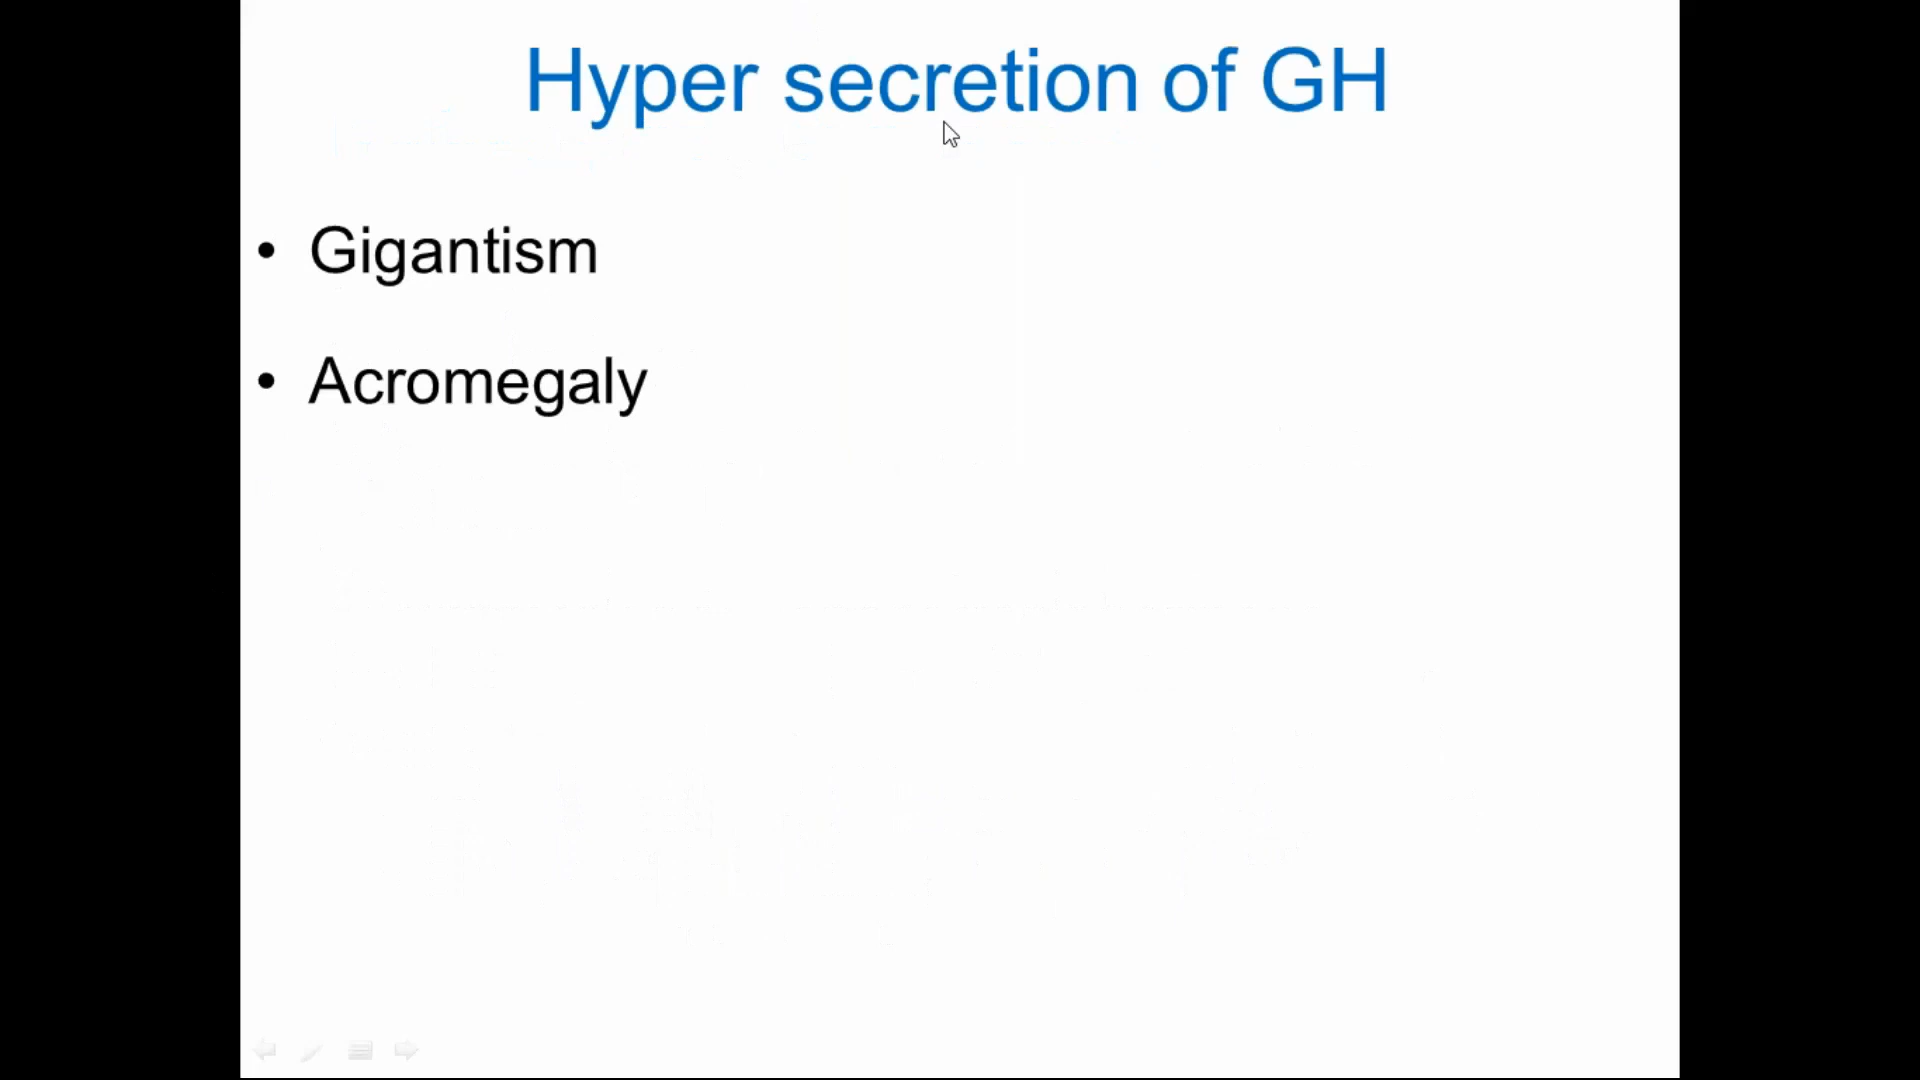 Hyper secretion of GH
• Gigantism
• Acromegaly